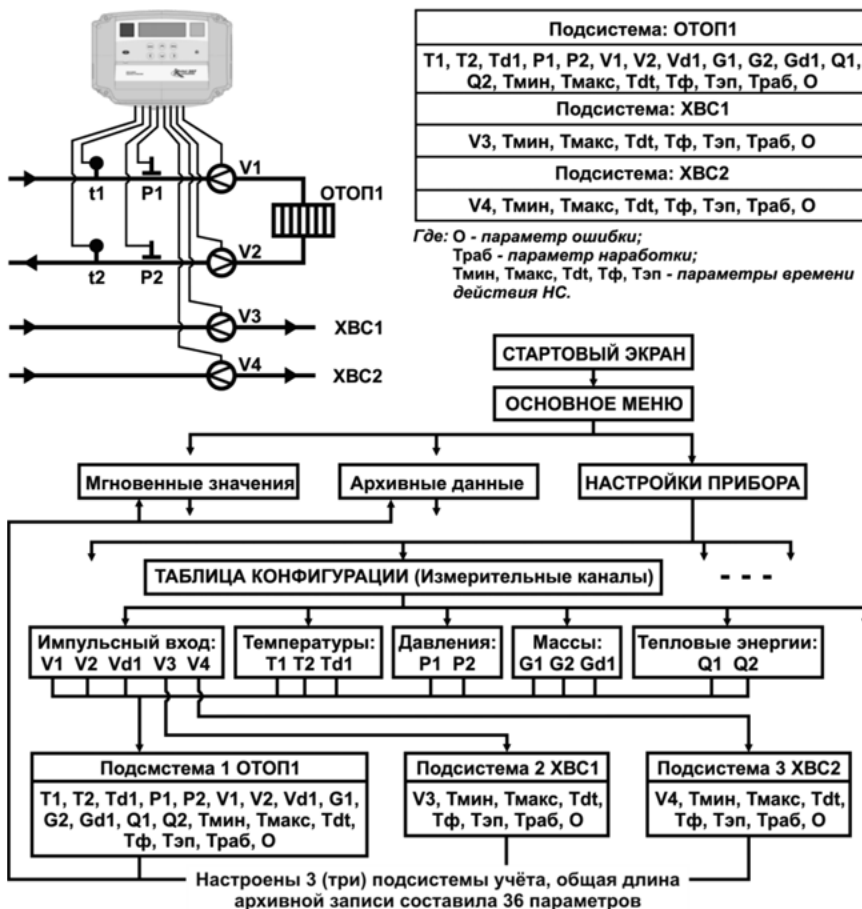 Подсистема: ОТОП1
T1, T2, Td1, P1, P2, V1, V2, Vd1, G1, G2, Gd1, Q1,
Q2, Тмин, Тмакс, Tdt, Тф, Тэп, Траб, О
Подсистема: ХВС1
V3, Тмин, Тмакс, Tdt, Тф, Тэп, Траб, О
Подсистема: ХВС2
V4, Тмин, Тмакс, Tdt, Тф, Тэп, Траб, О
Где: О - параметр ошибки;
Траб - параметр наработки;
Тмин, Тмакс, Tdt, Тф, Тэп - параметры времени
действия НС.
V1
t1
P1
ОТОП1
V2
t2
P2
V3
ХВС1
V4
ХВС2
СТАРТОВЫЙ ЭКРАН
ОСНОВНОЕ МЕНЮ
Мгновенные значения
Архивные данные
НАСТРОЙКИ ПРИБОРА
ТАБЛИЦА КОНФИГУРАЦИИ (Измерительные каналы)
- - -
Импульсный вход:
V1 V2 Vd1 V3 V4
Температуры:
T1 T2 Td1
Давления:
P1 P2
Массы:
G1 G2 Gd1
Тепловые энергии:
Q1 Q2
Подсмстема 1 ОТОП1
T1, T2, Td1, P1, P2, V1, V2, Vd1, G1,
G2, Gd1, Q1, Q2, Тмин, Тмакс, Tdt,
Тф, Тэп, Траб, О
Подсистема 2 ХВС1
V3, Тмин, Тмакс, Tdt,
Тф, Тэп, Траб, О
Подсистема 3 ХВС2
V4, Тмин, Тмакс, Tdt,
Тф, Тэп, Траб, О
Настроены 3 (три) подсистемы учёта, общая длина
архивной записи составила 36 параметров